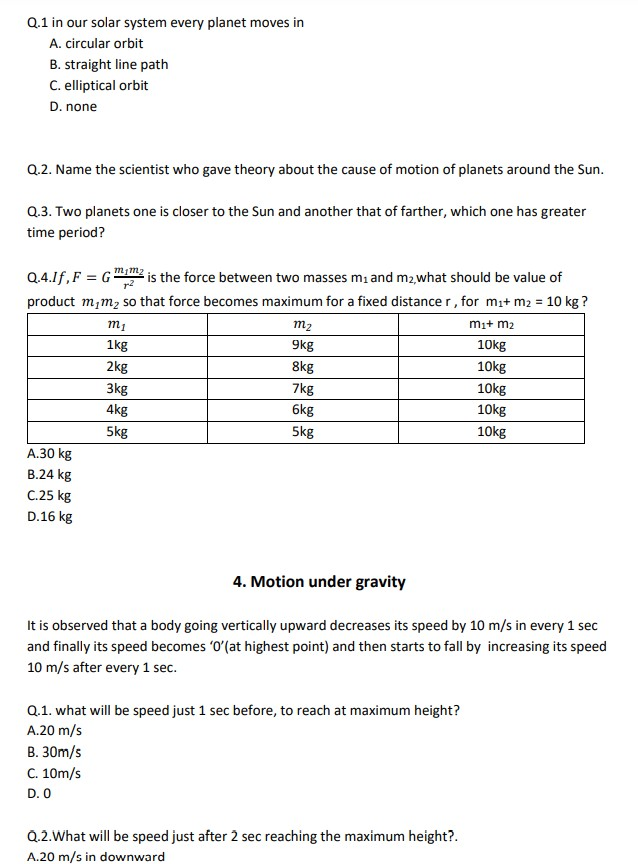 Q.1 in our solar system every planet moves in
A. circular orbit
B. straight line path
C. elliptical orbit
D. none
Q.2. Name the scientist who gave theory about the cause of motion of planets around the Sun.
Q.3. Two planets one is closer to the Sun and another that of farther, which one has greater
time period?
Q.4.If, F = G m₁m₂/r² is the force between two masses m₁ and m₂,what should be value of
product m₁m₂ so that force becomes maximum for a fixed distance r , for m₁+ m₂ = 10 kg ?
m₁ m₂ m₁+ m₂
1kg 9kg 10kg
2kg 8kg 10kg
3kg 7kg 10kg
4kg 6kg 10kg
5kg 5kg 10kg
A.30 kg
B.24 kg
C.25 kg
D.16 kg
4. Motion under gravity
It is observed that a body going vertically upward decreases its speed by 10 m/s in every 1 sec
and finally its speed becomes ‘0’(at highest point) and then starts to fall by increasing its speed
10 m/s after every 1 sec.
Q.1. what will be speed just 1 sec before, to reach at maximum height?
A.20 m/s
B. 30m/s
C. 10m/s
D. 0
Q.2.What will be speed just after 2 sec reaching the maximum height?.
A.20 m/s in downward